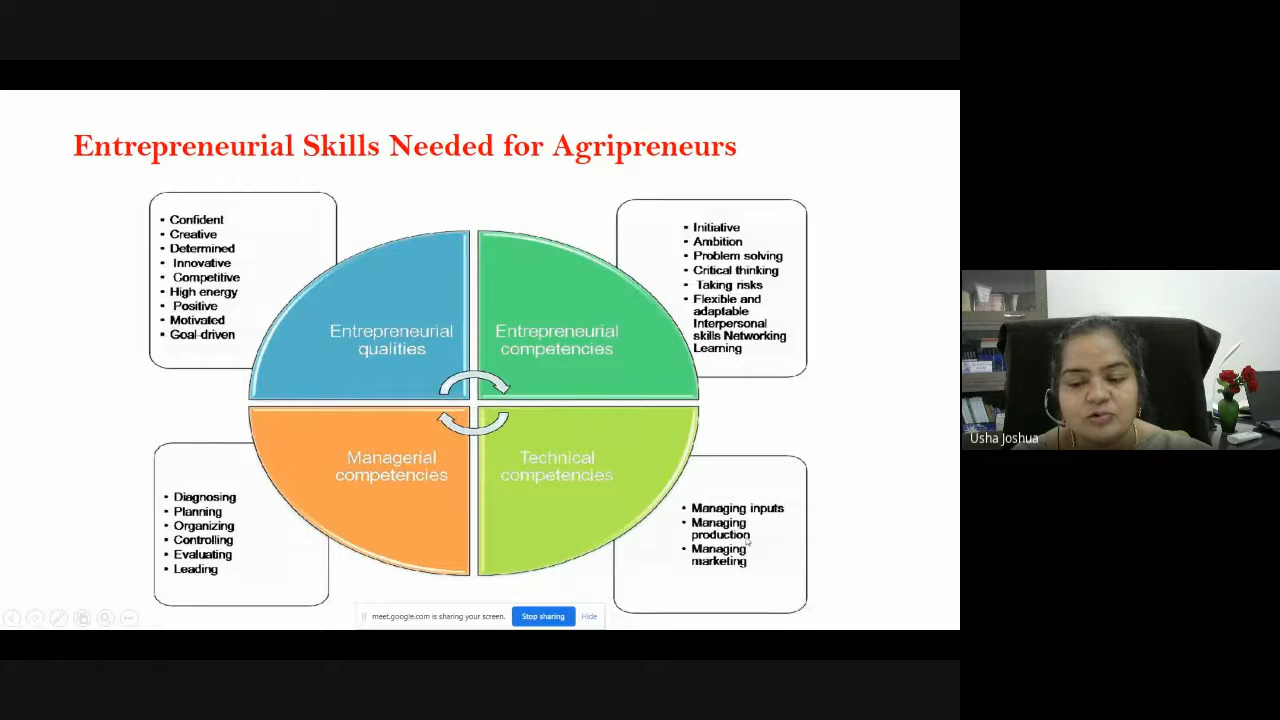 Entrepreneurial Skills Needed for Agripreneurs
• Confident
• Creative
• Determined
• Innovative
• Competitive
• High energy
• Positive
• Motivated
• Goal-driven
• Initiative
• Ambition
• Problem solving
• Critical thinking
• Taking risks
• Flexible and
adaptable
Interpersonal
skills Networking
Learning
Entrepreneurial
qualities
Entrepreneurial
competencies
Managerial
competencies
Technical
competencies
• Diagnosing
• Planning
• Organizing
• Controlling
• Evaluating
• Leading
• Managing inputs
• Managing
production
• Managing
marketing
meet.google.com is sharing your screen. Stop sharing Hide
Usha Joshua